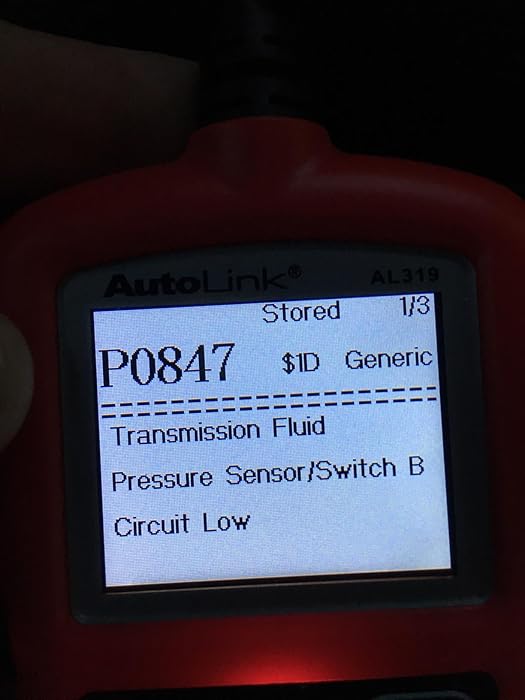 AutoLink® AL319
Stored 1/3
P0847 $1D Generic
Transmission Fluid
Pressure Sensor/Switch B
Circuit Low